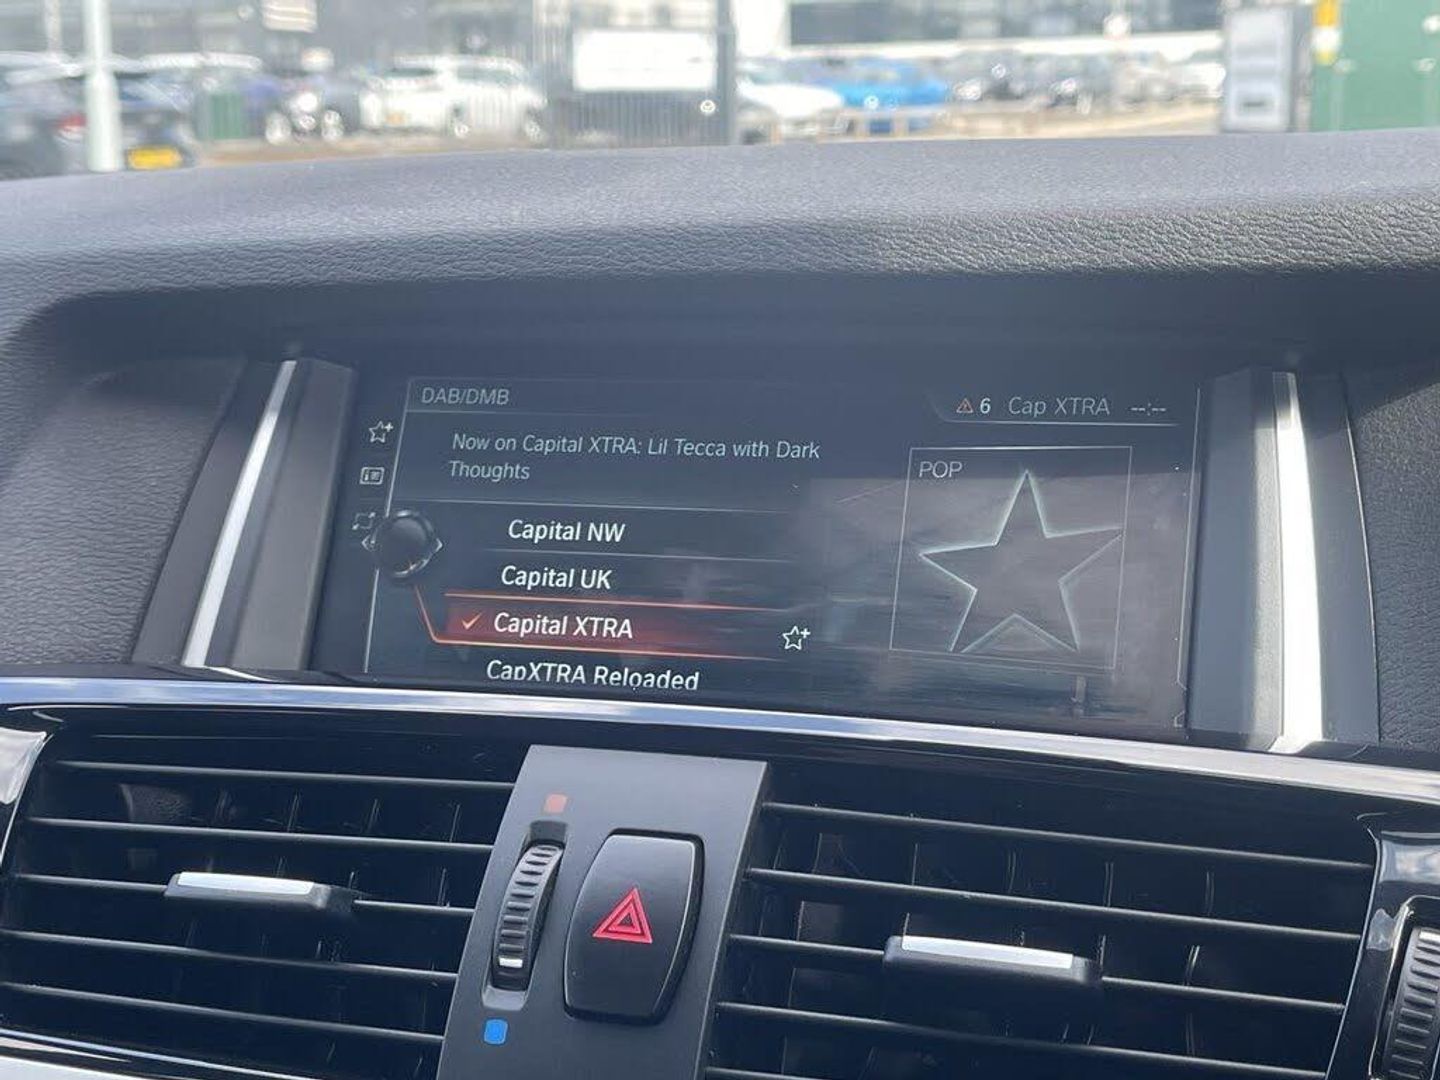 DAB/DMB
6 Cap XTRA --:--
Now on Capital XTRA: Lil Tecca with Dark
Thoughts
POP
Capital NW
Capital UK
Capital XTRA
CapXTRA Reloaded